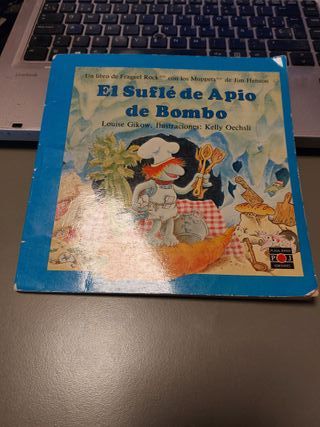 Un libro de Fraguel Rock™ con los Muppets™ de Jim Henson
El Suflé de Apio
de Bombo
Louise Gikow. Ilustraciones: Kelly Oechsli